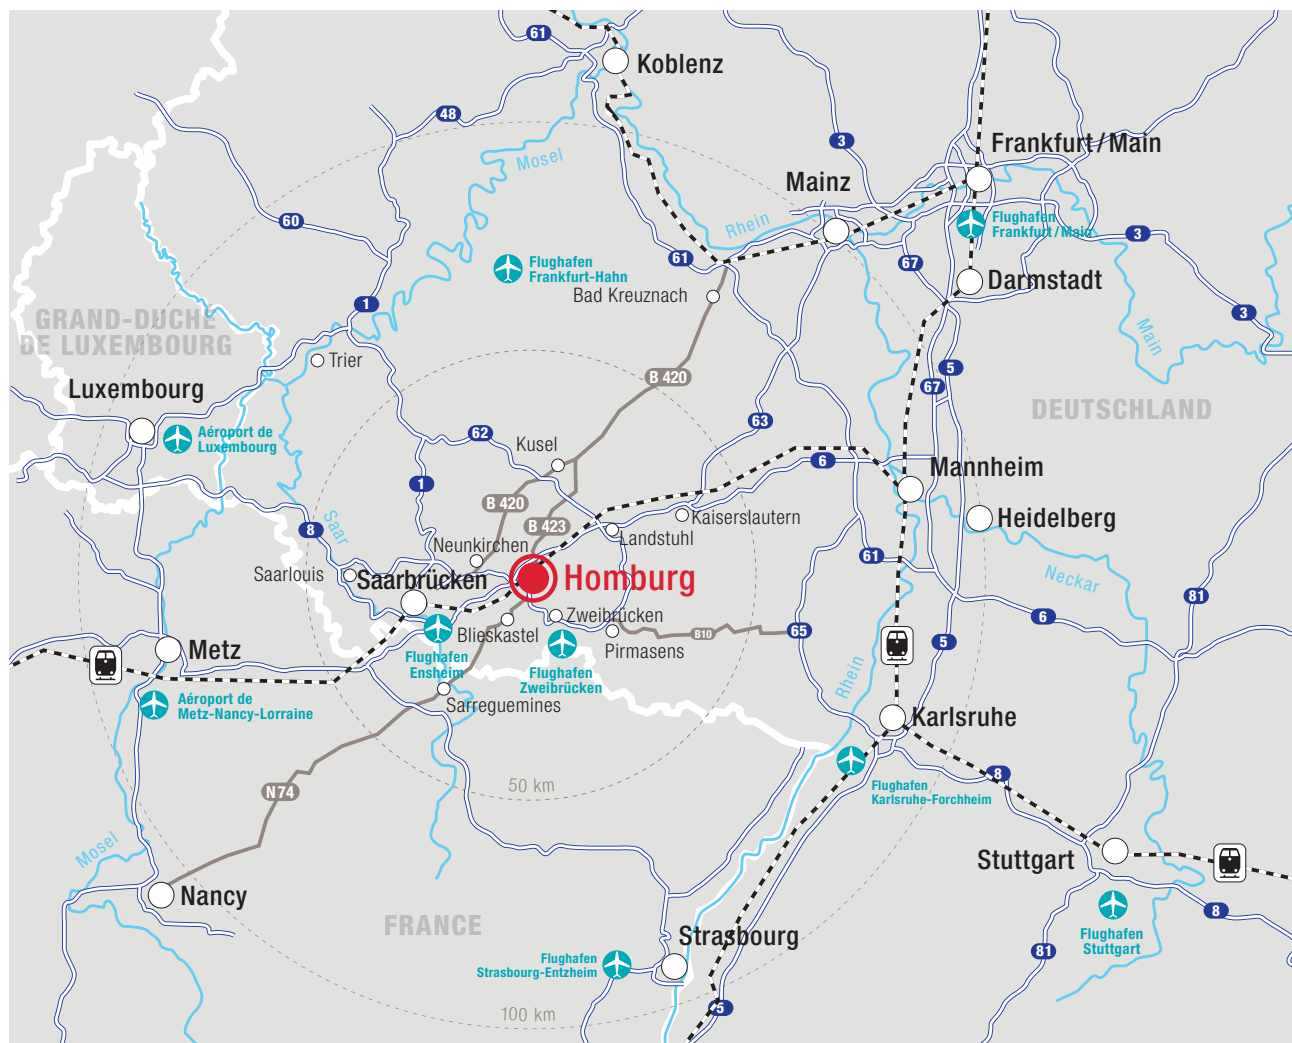 61
Koblenz
48
3
Frankfurt/Main
Mosel
Mainz
60
Rhein
Flughafen
Frankfurt/Main
3
61
67
Flughafen
Frankfurt-Hahn
Darmstadt
Bad Kreuznach
1
3
GRAND-DUCHÉ
DE LUXEMBOURG
Main
Trier
5
B 420
67
Luxembourg
DEUTSCHLAND
63
Aéroport de
Luxembourg
62
Kusel
6
Mannheim
1
B 420
Kaiserslautern
Heidelberg
8
Saar
B 423
Landstuhl
Neunkirchen
61
Saarlouis
Saarbrücken
Homburg
Neckar
81
Zweibrücken
6
Blieskastel
B10
65
Pirmasens
5
Metz
Flughafen
Ensheim
Flughafen
Zweibrücken
Rhein
Aéroport de
Metz-Nancy-Lorraine
Sarreguemines
Karlsruhe
8
50 km
Flughafen
Karlsruhe-Forchheim
N74
Mosel
Stuttgart
Nancy
8
FRANCE
Strasbourg
Flughafen
Stuttgart
81
Flughafen
Strasbourg-Entzheim
5
100 km